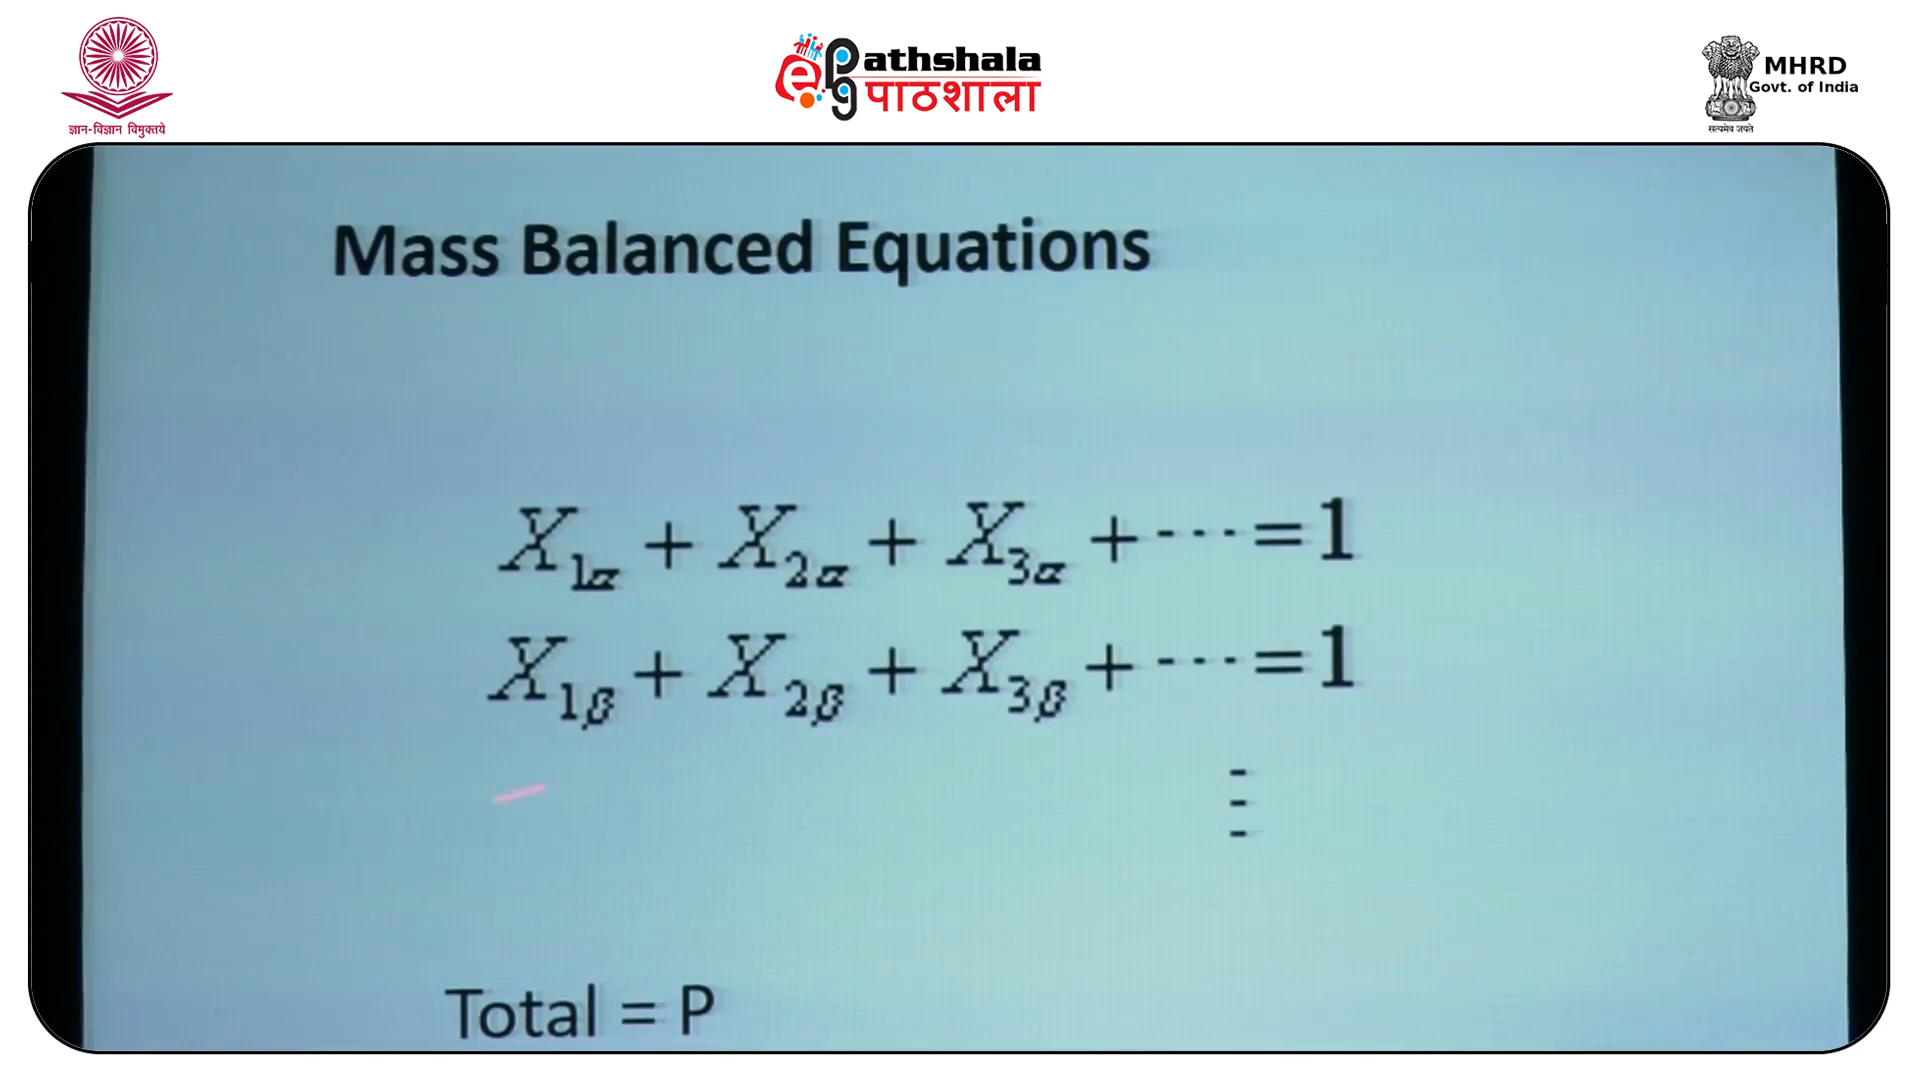 ज्ञान-विज्ञान विमुक्तये
ePG Pathshala
पाठशाला
MHRD
Govt. of India
सत्यमेव जयते
Mass Balanced Equations
X₁α + X₂α + X₃α + ··· = 1
X₁β + X₂β + X₃β + ··· = 1
Total = P